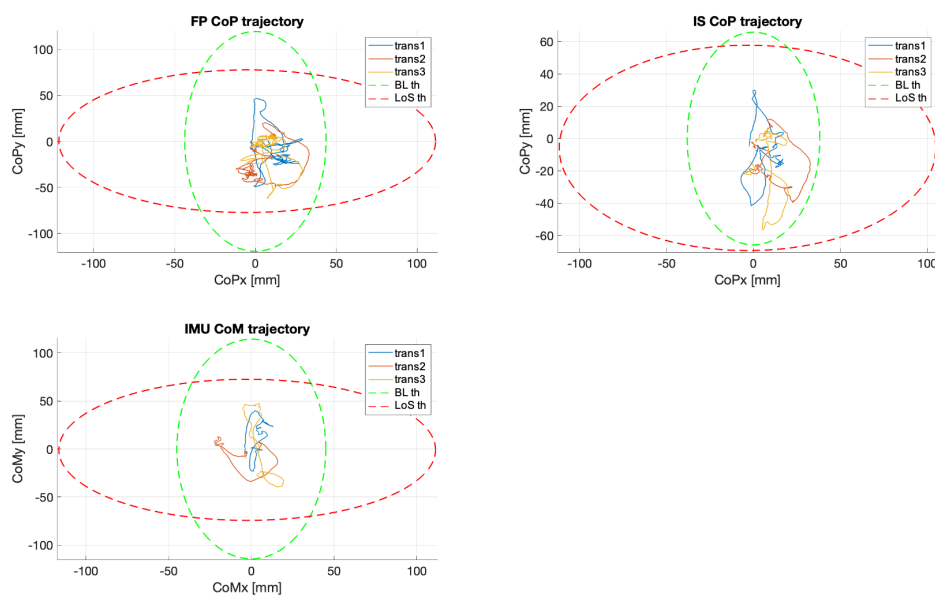 FP CoP trajectory
100
50
0
-50
-100
CoPy [mm]
-100
-50
0
50
100
CoPx [mm]
trans1
trans2
trans3
BL th
LoS th
IS CoP trajectory
60
40
20
0
-20
-40
-60
CoPy [mm]
-100
-50
0
50
100
CoPx [mm]
trans1
trans2
trans3
BL th
LoS th
IMU CoM trajectory
100
50
0
-50
-100
CoMy [mm]
-100
-50
0
50
100
CoMx [mm]
trans1
trans2
trans3
BL th
LoS th